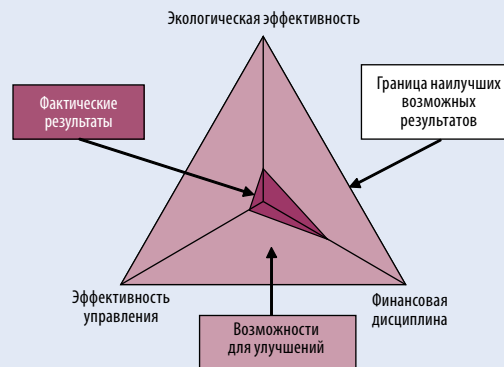 Экологическая эффективность
Фактические
результаты
Граница наилучших
возможных
результатов
Эффективность
управления
Возможности
для улучшений
Финансовая
дисциплина